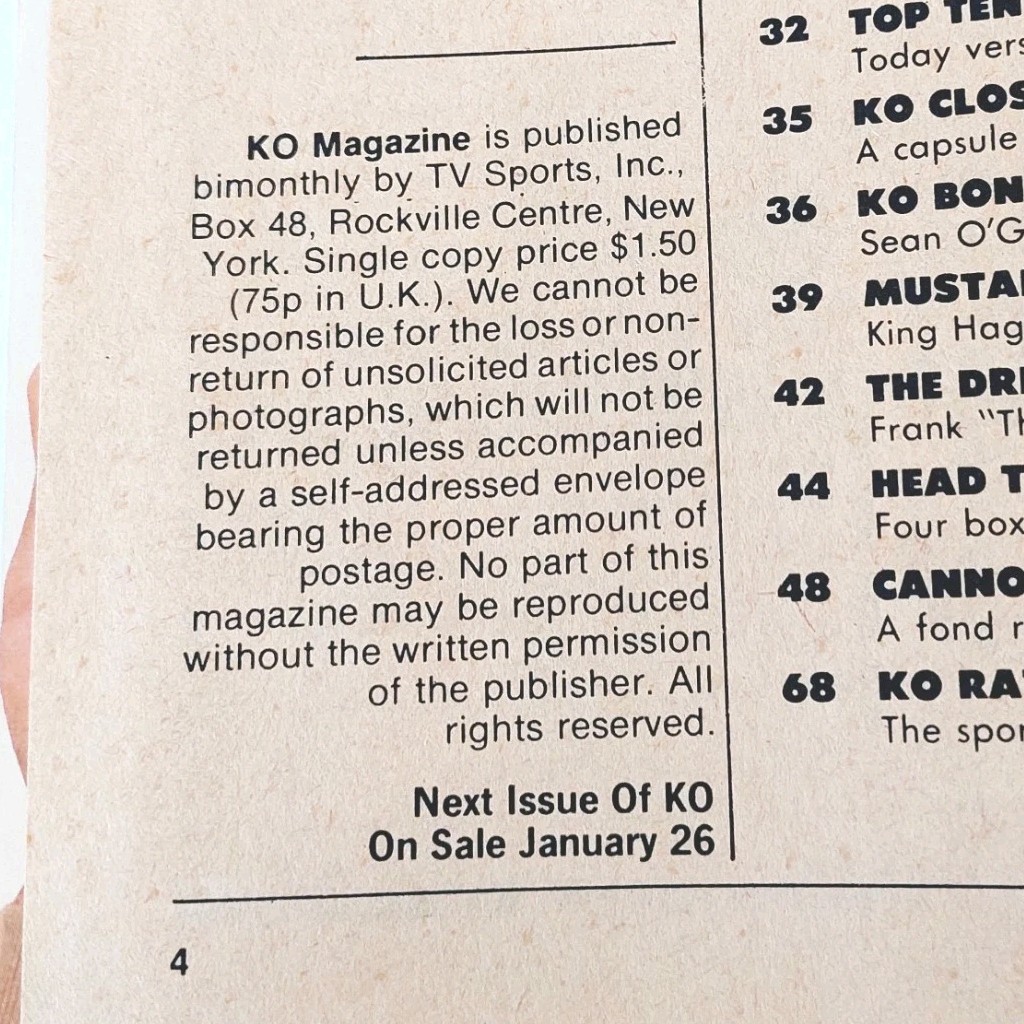 KO Magazine is published
bimonthly by TV Sports, Inc.,
Box 48, Rockville Centre, New
York. Single copy price $1.50
(75p in U.K.). We cannot be
responsible for the loss or non-
return of unsolicited articles or
photographs, which will not be
returned unless accompanied
by a self-addressed envelope
bearing the proper amount of
postage. No part of this
magazine may be reproduced
without the written permission
of the publisher. All
rights reserved.
Next Issue Of KO
On Sale January 26
4
32 TOP TEN
Today
35 KO
A capsule
36 KO
Sean
39
King
42 THE
Frank
44 HEAD
Four
48
A fond
68 KO
The